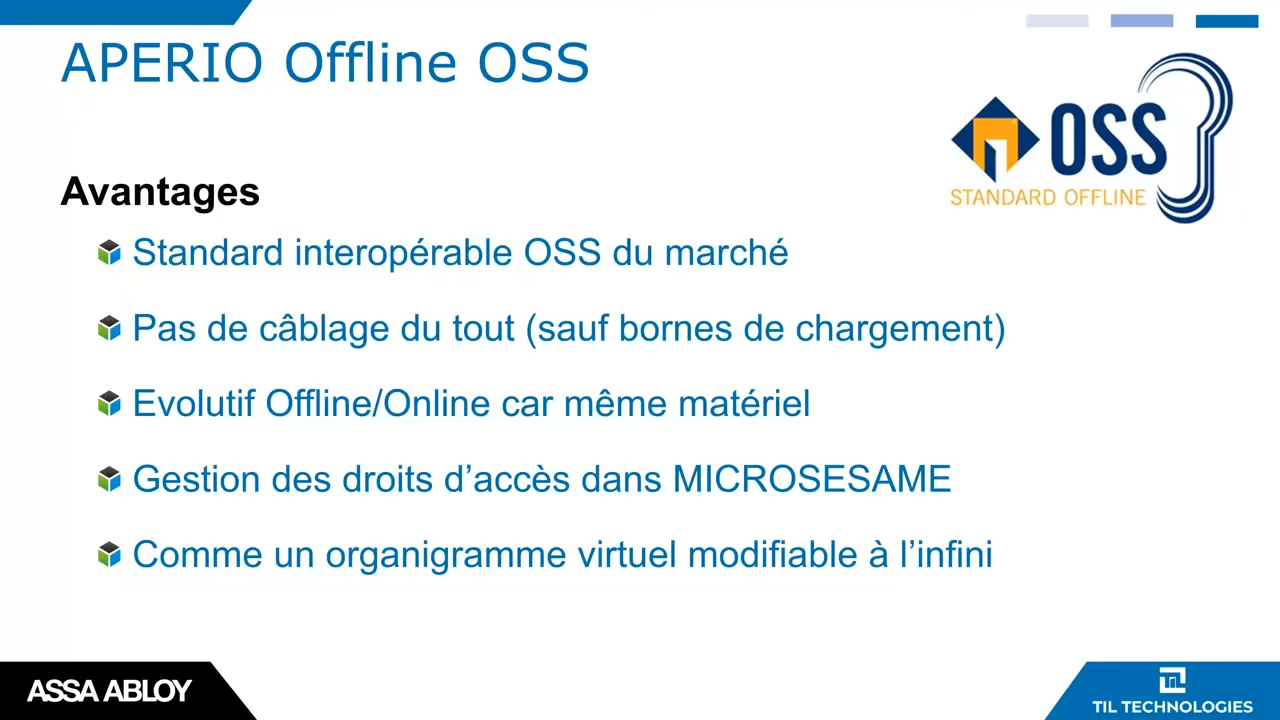 APERIO Offline OSS
OSS
STANDARD OFFLINE
Avantages
Standard interopérable OSS du marché
Pas de câblage du tout (sauf bornes de chargement)
Evolutif Offline/Online car même matériel
Gestion des droits d’accès dans MICROSESAME
Comme un organigramme virtuel modifiable à l’infini
ASSA ABLOY
TIL TECHNOLOGIES